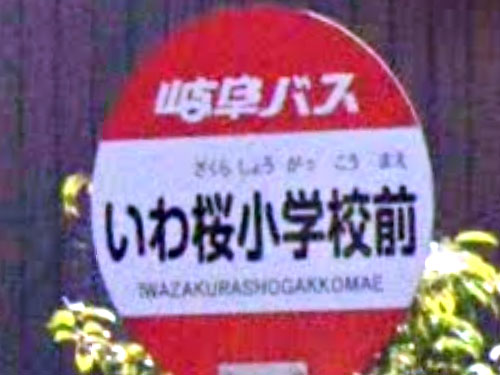 岐阜バス
ざくら しょう がっ こう まえ
いわ桜小学校前
IWAZAKURASHOGAKKOMAE